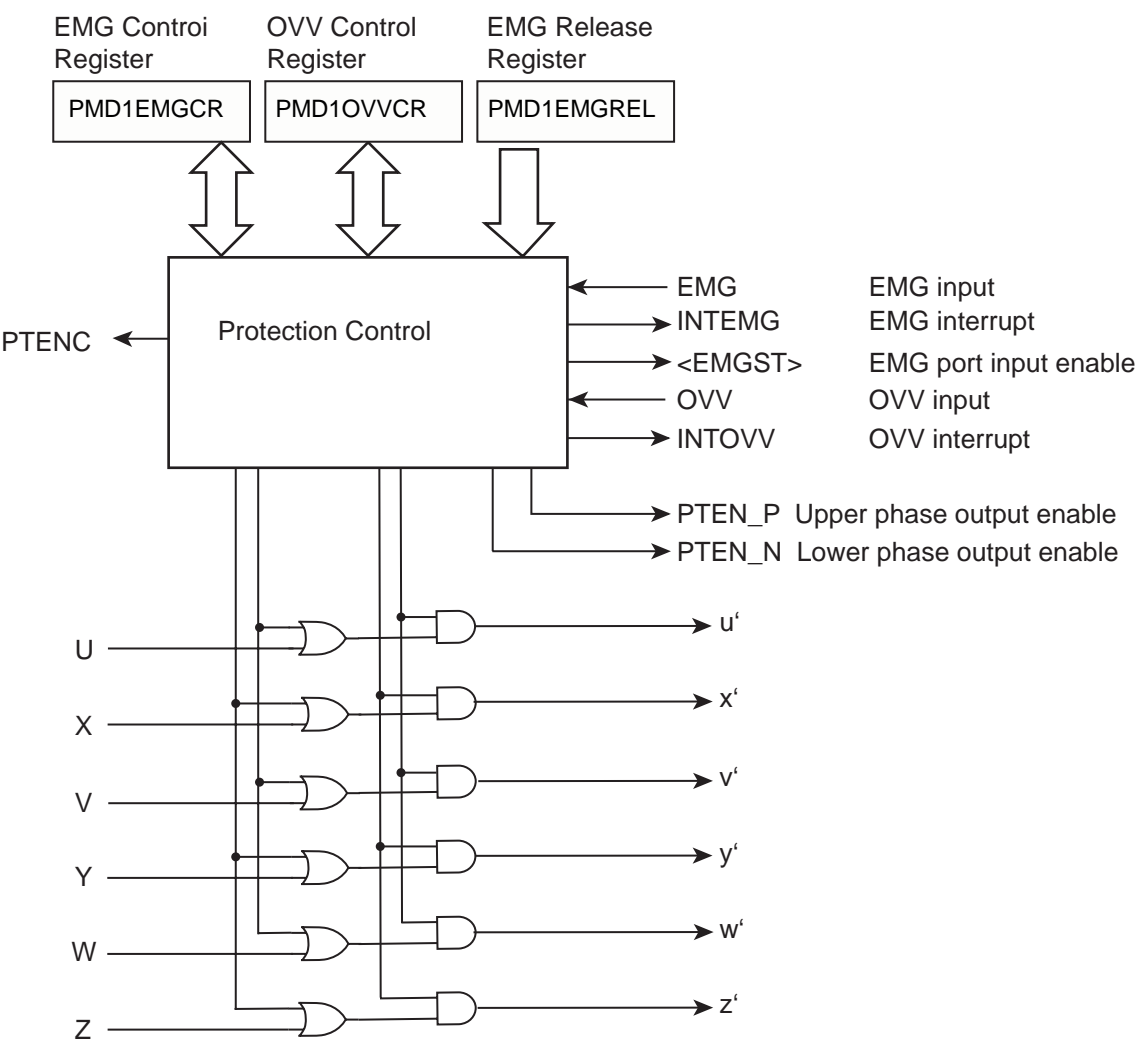 EMG Controi
Register
OVV Control
Register
EMG Release
Register
PMD1EMGCR
PMD1OVVCR
PMD1EMGREL
Protection Control
PTENC
EMG EMG input
INTEMG EMG interrupt
<EMGST> EMG port input enable
OVV OVV input
INTOVV OVV interrupt
PTEN_P Upper phase output enable
PTEN_N Lower phase output enable
U u‘
X x‘
V v‘
Y y‘
W w‘
Z z‘